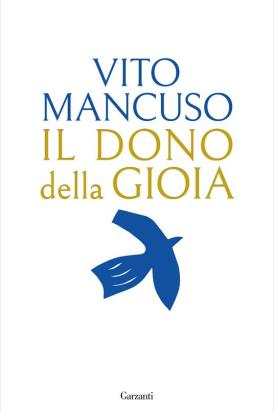 VITO
MANCUSO
IL DONO
della GIOIA
Garzanti